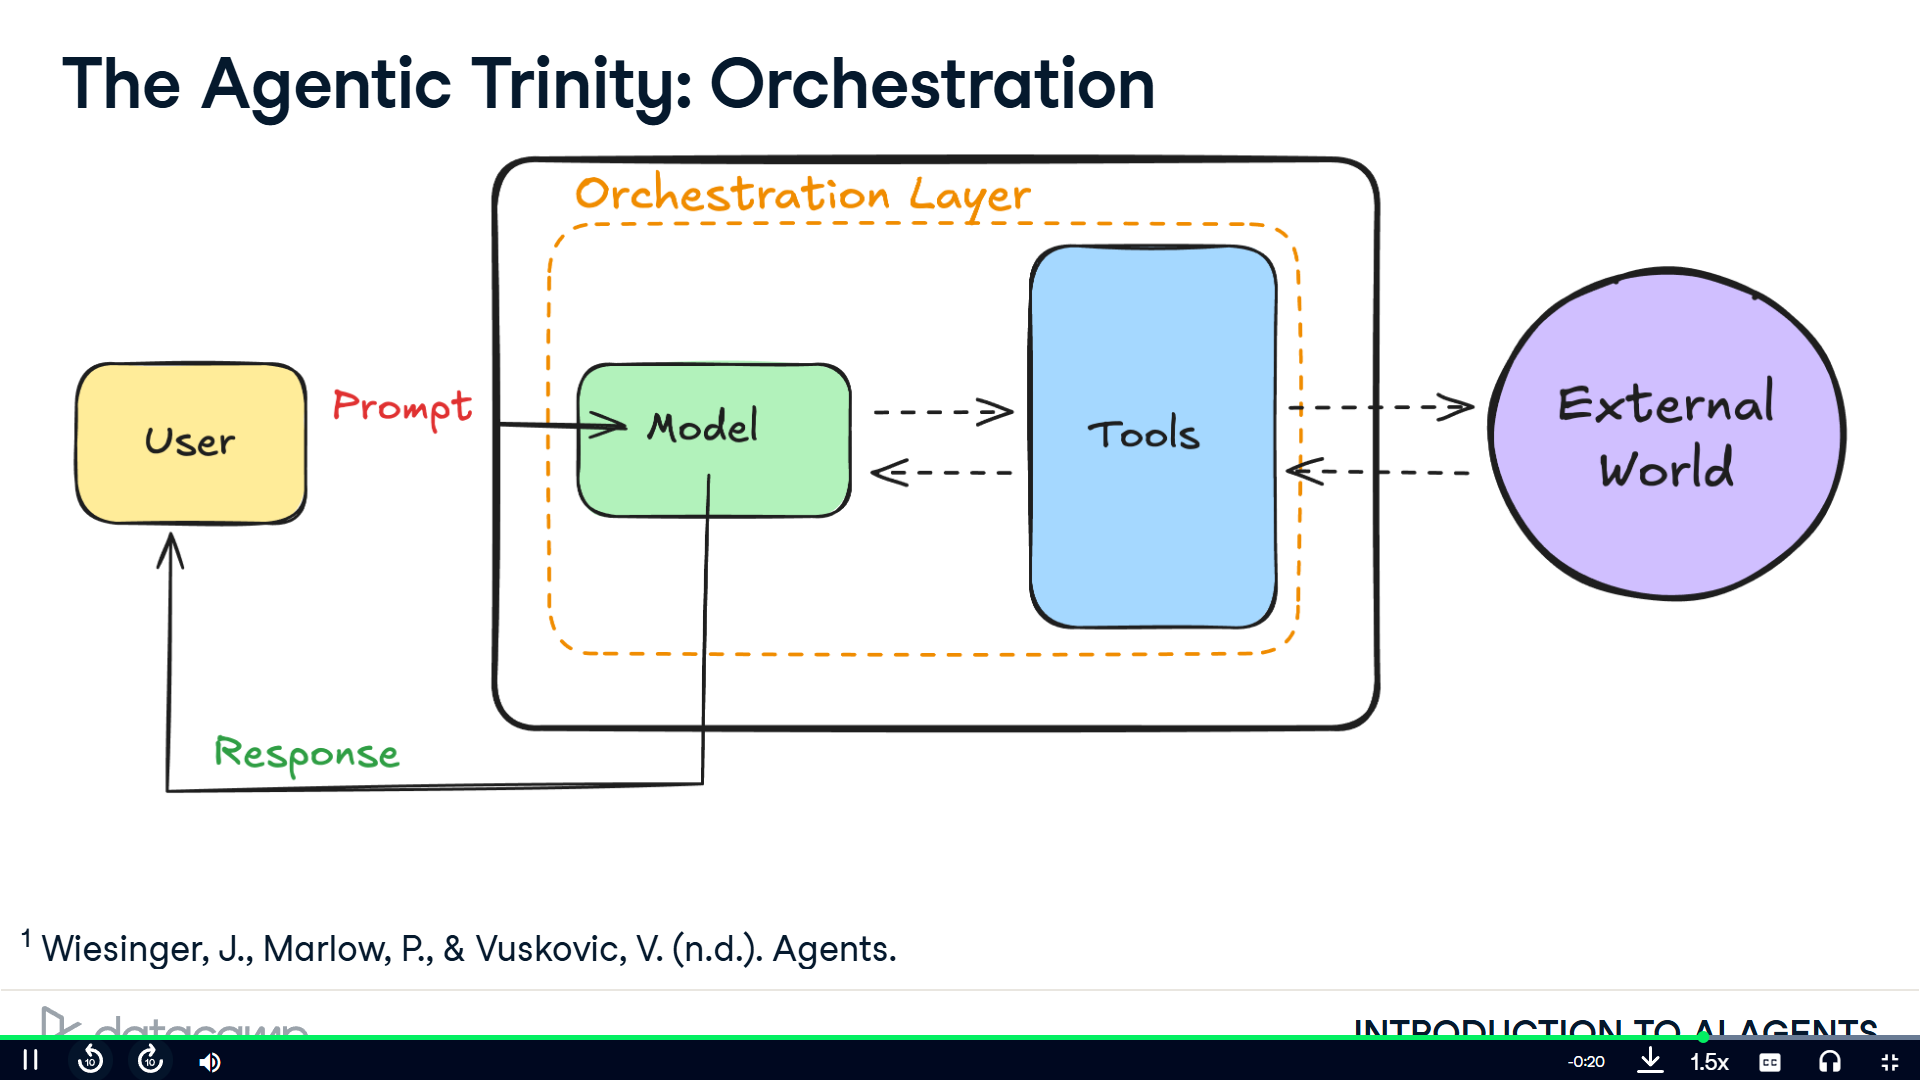 The Agentic Trinity: Orchestration
Orchestration Layer
User
Prompt
Model
Tools
External
World
Response
1 Wiesinger, J., Marlow, P., & Vuskovic, V. (n.d.). Agents.
datacamp
INTRODUCTION TO AI AGENTS
10
10
-0:20
1.5x
CC